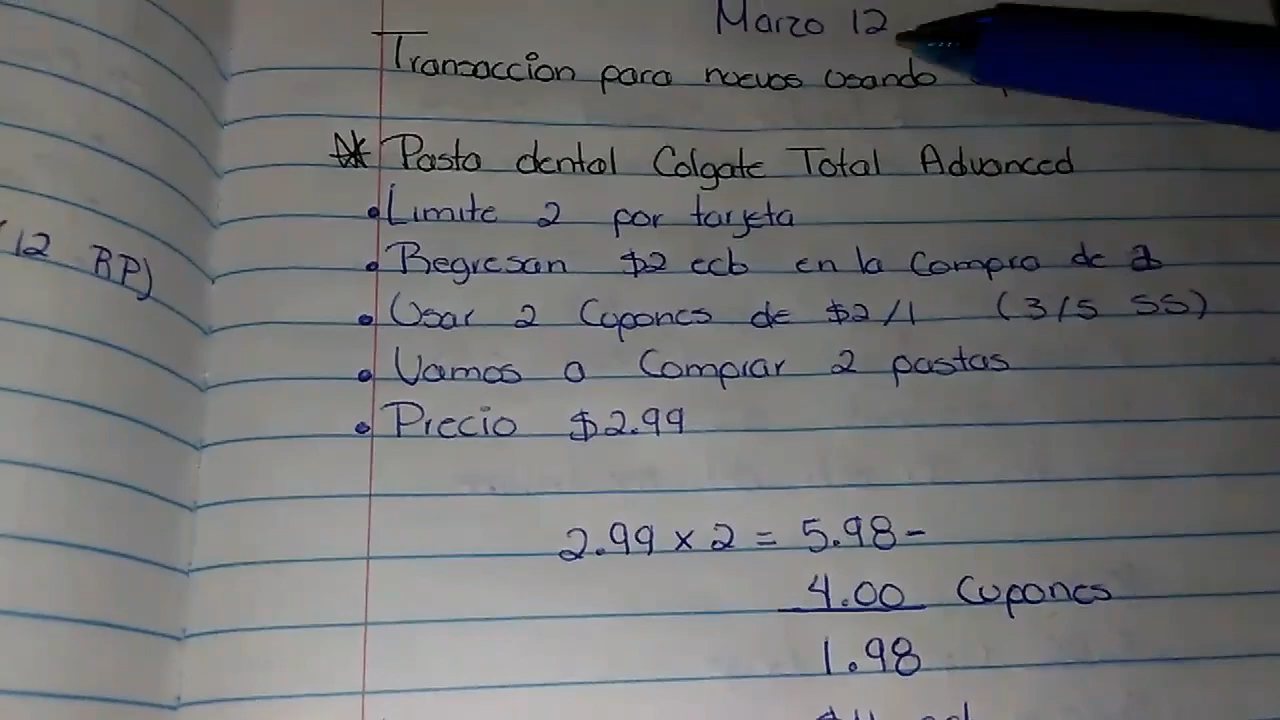 Marzo 12
Transaccion para nuevos usando
* Pasta dental Colgate Total Advanced
• Limite 2 por tarjeta
12 RP)
• Regresan $2 ecb en la compra de 2
• Usar 2 Cupones de $2/1 (3/5 SS)
• Vamos a Comprar 2 pastas
• Precio $2.99
2.99 x 2 = 5.98-
4.00 Cupones
1.98